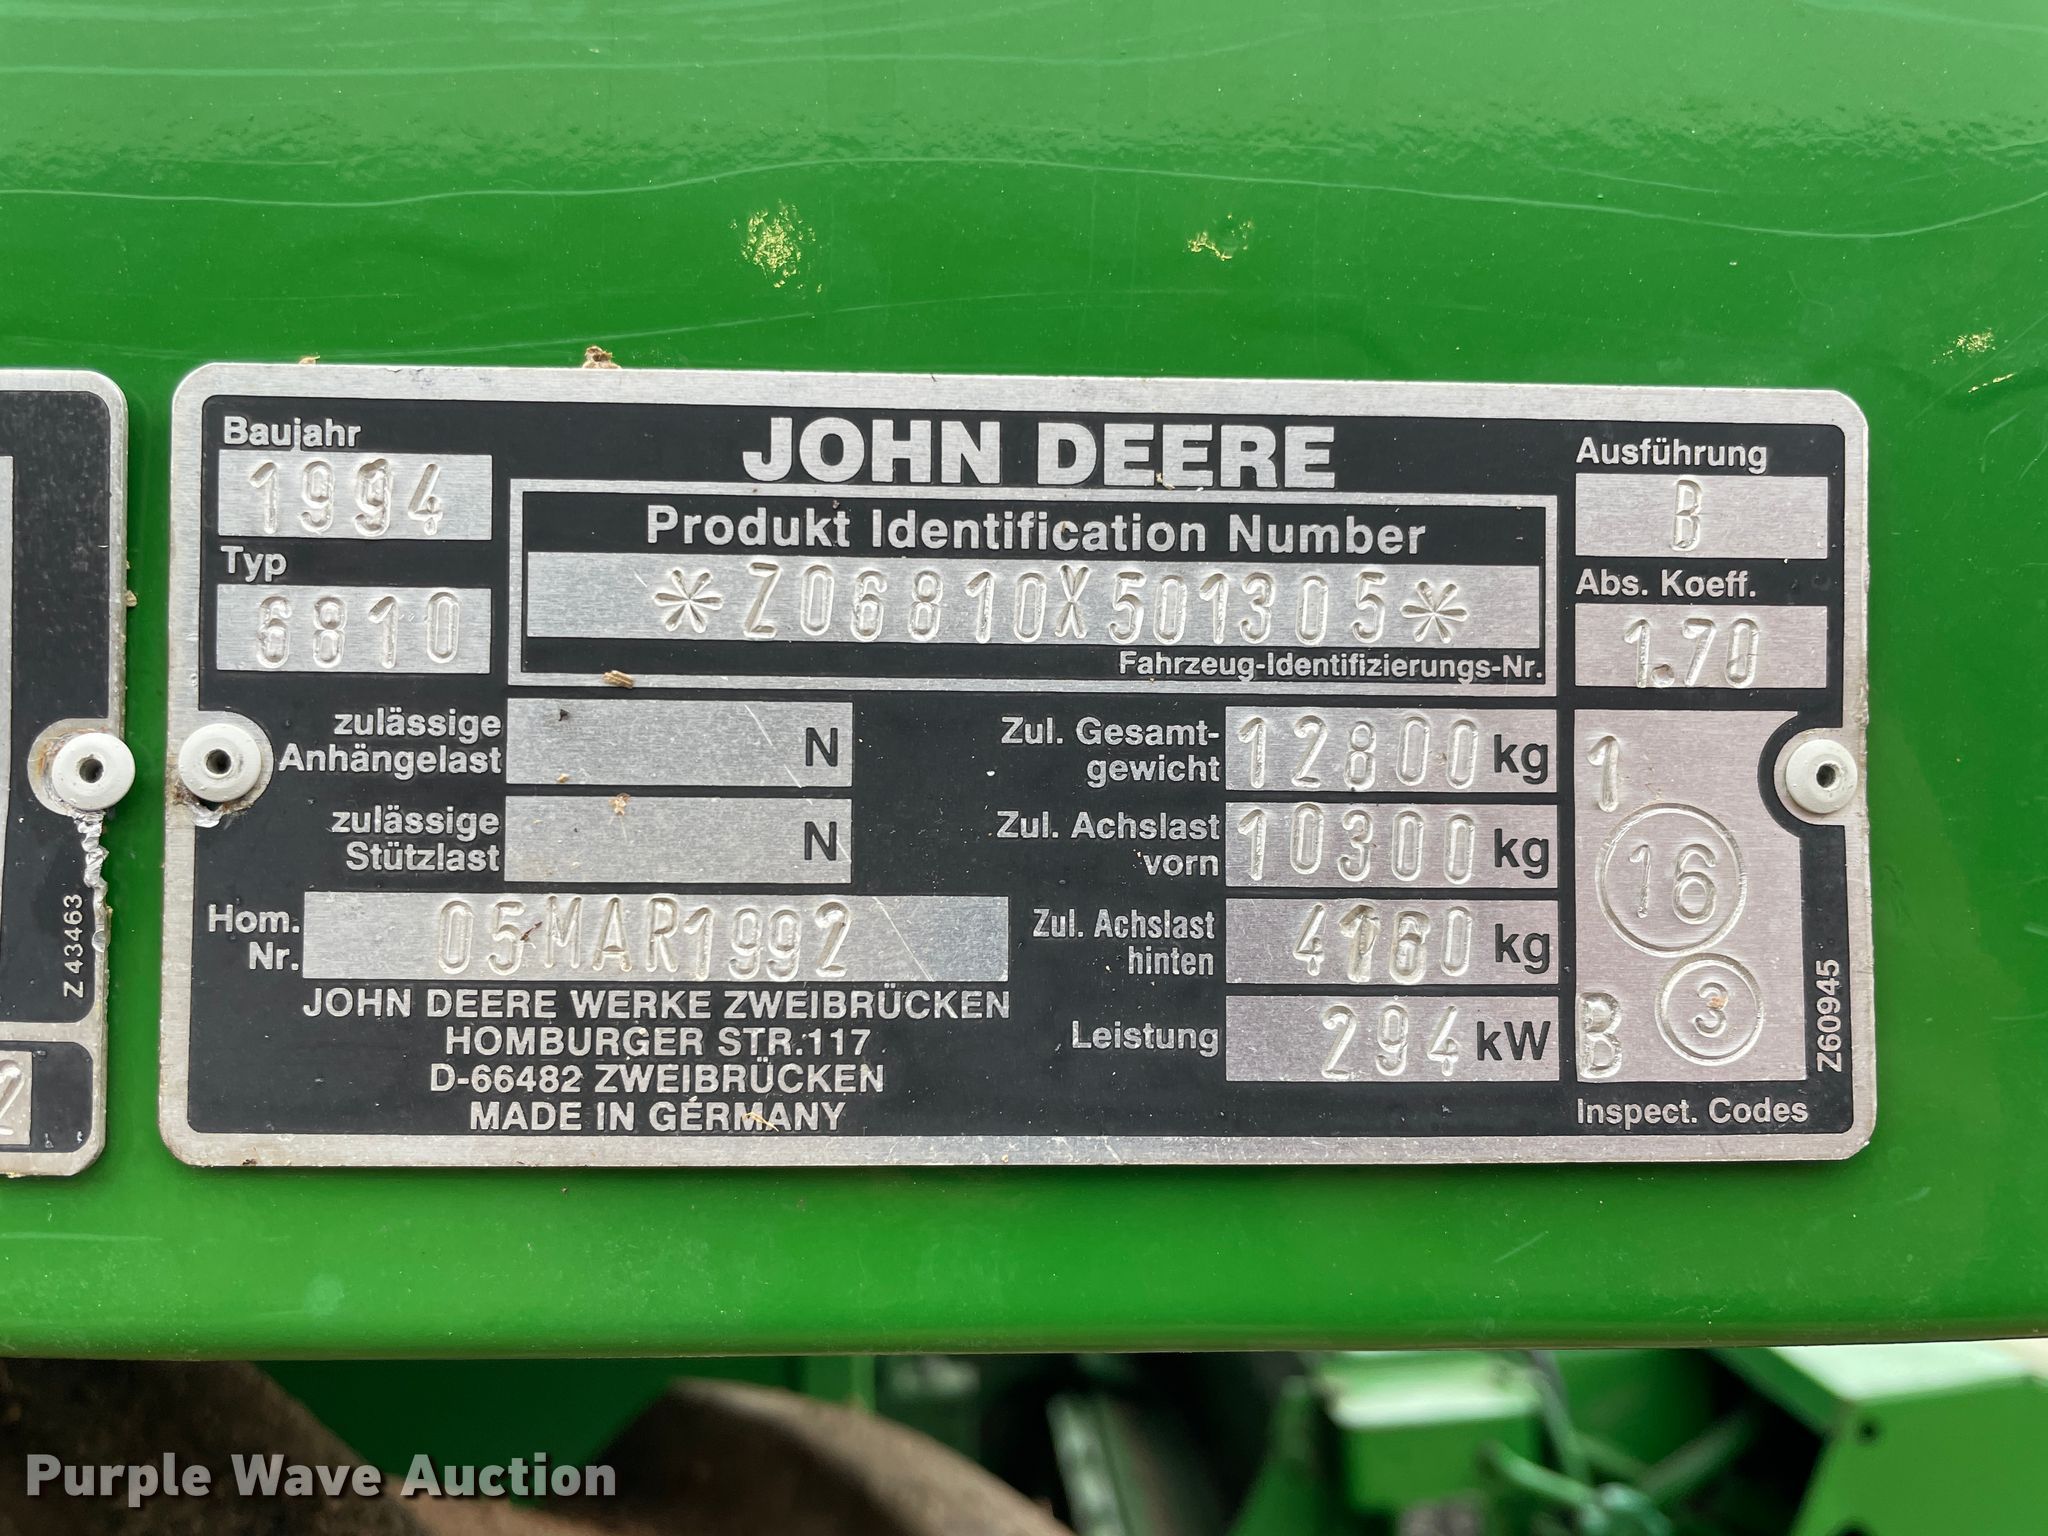 JOHN DEERE
Baujahr
1994
Typ
6810
Produkt Identification Number
*Z06810X501305*
Fahrzeug-Identifizierungs-Nr.
Ausführung
B
Abs. Koeff.
1.70
zulässige
Anhängelast
N
zulässige
Stützlast
N
Hom.
Nr.
05MAR1992
JOHN DEERE WERKE ZWEIBRÜCKEN
HOMBURGER STR.117
D-66482 ZWEIBRÜCKEN
MADE IN GERMANY
Zul. Gesamt-
gewicht
12800 kg
Zul. Achslast
vorn
10300 kg
Zul. Achslast
hinten
4160 kg
Leistung
294 kW
1
16
B
3
Inspect. Codes
Z60945
Z 43463
2
Purple Wave Auction